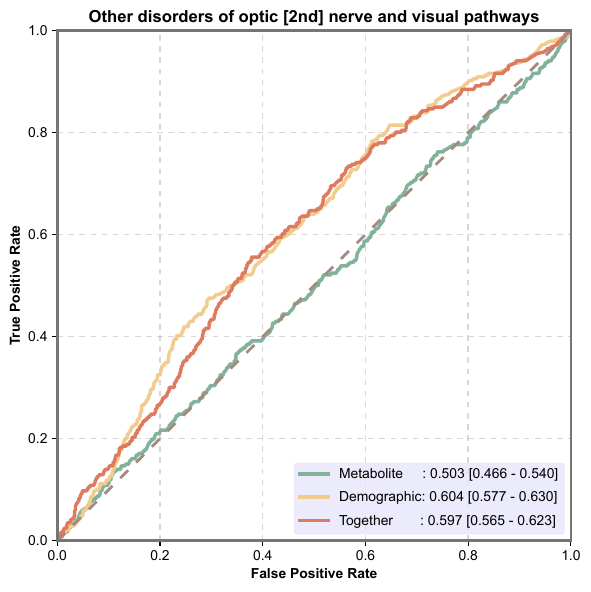 Other disorders of optic [2nd] nerve and visual pathways
True Positive Rate
1.0
0.8
0.6
0.4
0.2
0.0
Metabolite : 0.503 [0.466 - 0.540]
Demographic: 0.604 [0.577 - 0.630]
Together : 0.597 [0.565 - 0.623]
0.0 0.2 0.4 0.6 0.8 1.0
False Positive Rate